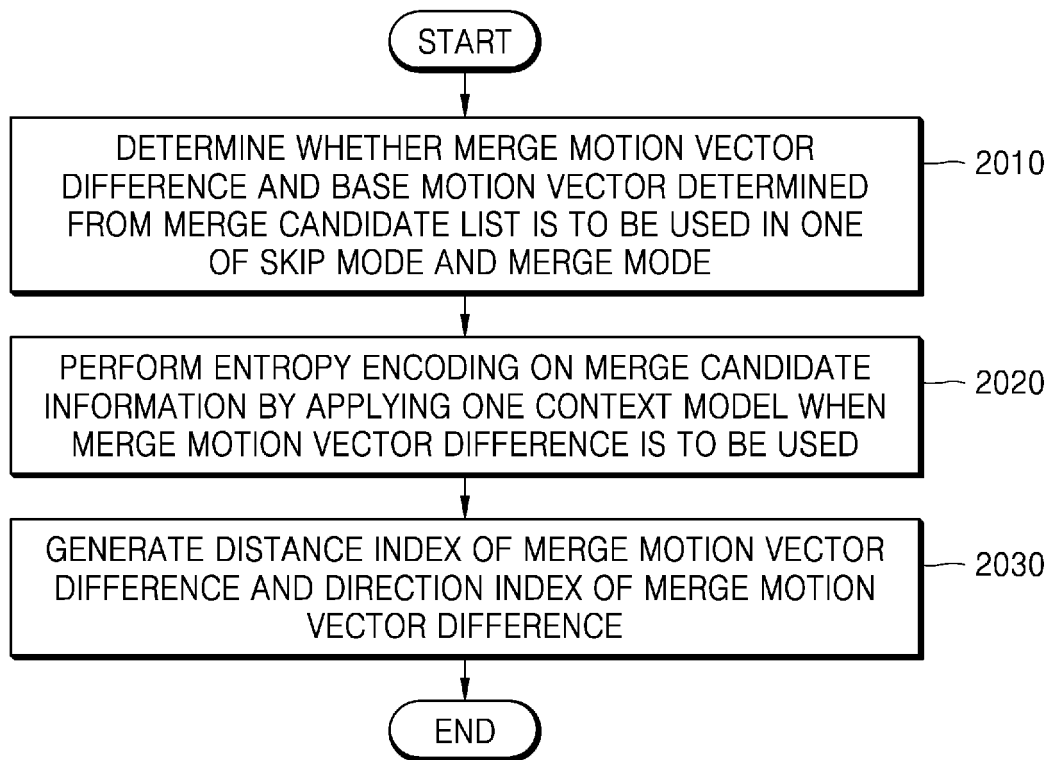 START
DETERMINE WHETHER MERGE MOTION VECTOR
DIFFERENCE AND BASE MOTION VECTOR DETERMINED
FROM MERGE CANDIDATE LIST IS TO BE USED IN ONE
OF SKIP MODE AND MERGE MODE
2010
PERFORM ENTROPY ENCODING ON MERGE CANDIDATE
INFORMATION BY APPLYING ONE CONTEXT MODEL WHEN
MERGE MOTION VECTOR DIFFERENCE IS TO BE USED
2020
GENERATE DISTANCE INDEX OF MERGE MOTION VECTOR
DIFFERENCE AND DIRECTION INDEX OF MERGE MOTION
VECTOR DIFFERENCE
2030
END